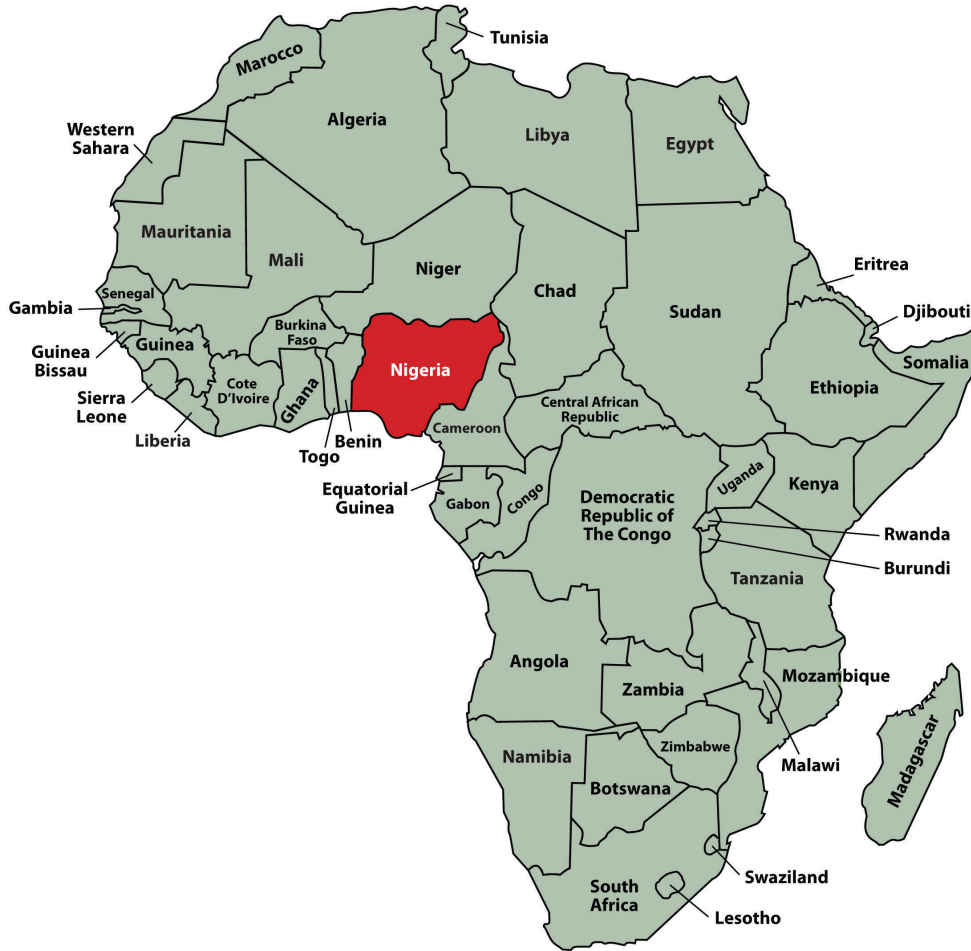 Tunisia
Marocco
Algeria
Western
Sahara
Libya
Egypt
Mauritania
Mali
Niger
Chad
Sudan
Eritrea
Djibouti
Senegal
Gambia
Guinea
Bissau
Guinea
Burkina
Faso
Nigeria
Somalia
Ethiopia
Sierra
Leone
Cote
D'Ivoire
Ghana
Liberia
Togo
Benin
Cameroon
Central African
Republic
Equatorial
Guinea
Gabon
Congo
Democratic
Republic of
The Congo
Uganda
Kenya
Rwanda
Burundi
Tanzania
Angola
Zambia
Mozambique
Malawi
Madagascar
Namibia
Zimbabwe
Botswana
Swaziland
South
Africa
Lesotho